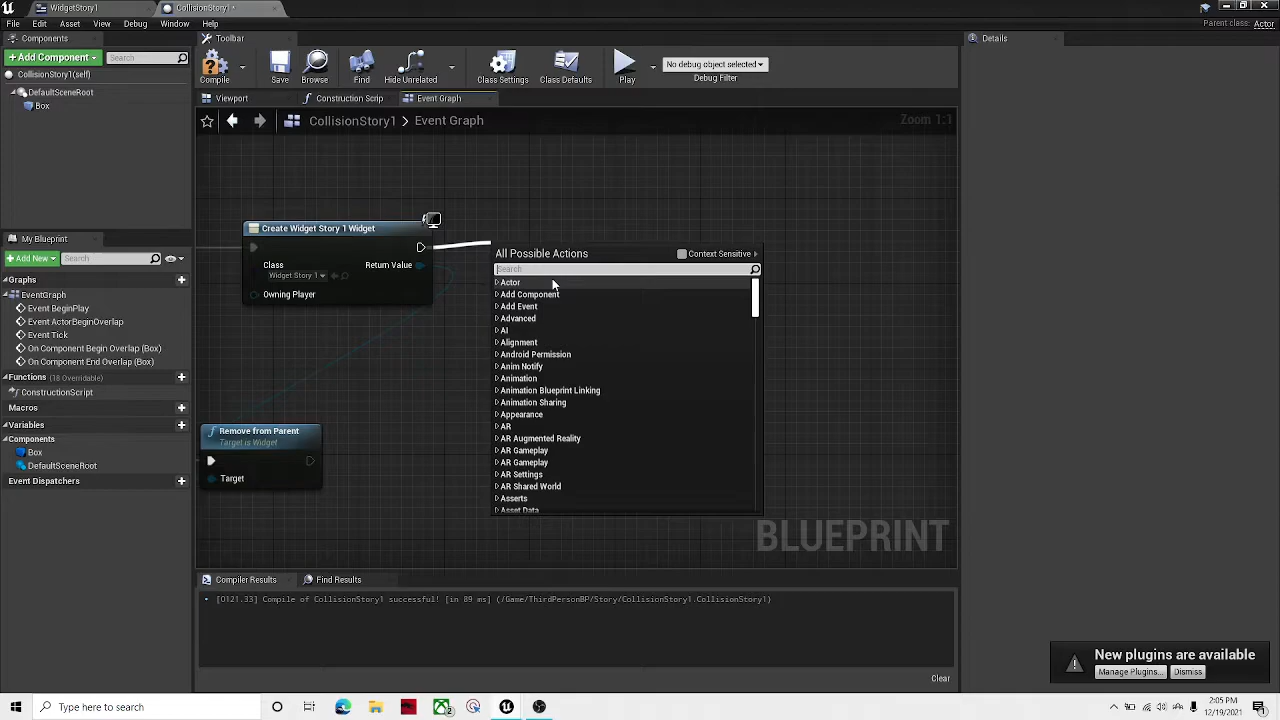 WidgetStory1
CollisionStory1
File Edit Asset View Debug Window Help
Parent class: Actor
Components
+ Add Component
Search
CollisionStory1(self)
DefaultSceneRoot
Box
Toolbar
Compile
Save
Browse
Find
Hide Unrelated
Class Settings
Class Defaults
Play
No debug object selected
Debug Filter
Details
Viewport
Construction Scrip
Event Graph
CollisionStory1 > Event Graph
Zoom 1:1
Create Widget Story 1 Widget
Class
Widget Story 1
Return Value
Owning Player
Remove from Parent
Target is Widget
Target
All Possible Actions
Context Sensitive
Search
Actor
Add Component
Add Event
Advanced
AI
Alignment
Android Permission
Anim Notify
Animation
Animation Blueprint Linking
Animation Sharing
Appearance
AR
AR Augmented Reality
AR Gameplay
AR Gameplay
AR Settings
AR Shared World
Asserts
Asset Data
BLUEPRINT
My Blueprint
+ Add New
Search
Graphs
EventGraph
Event BeginPlay
Event ActorBeginOverlap
Event Tick
On Component Begin Overlap (Box)
On Component End Overlap (Box)
Functions (18 Overridable)
ConstructionScript
Macros
Variables
Components
Box
DefaultSceneRoot
Event Dispatchers
Compiler Results
Find Results
[0121.33] Compile of CollisionStory1 successful! [in 89 ms] (/Game/ThirdPersonBP/Story/CollisionStory1.CollisionStory1)
Clear
New plugins are available
Manage Plugins...
Dismiss
Type here to search
2:05 PM
12/19/2021